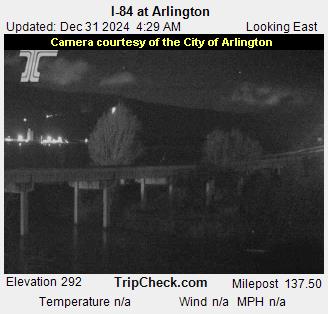 I-84 at Arlington
Updated: Dec 31 2024 4:29 AM Looking East
Camera courtesy of the City of Arlington
Elevation 292 TripCheck.com Milepost 137.50
Temperature n/a Wind n/a MPH n/a